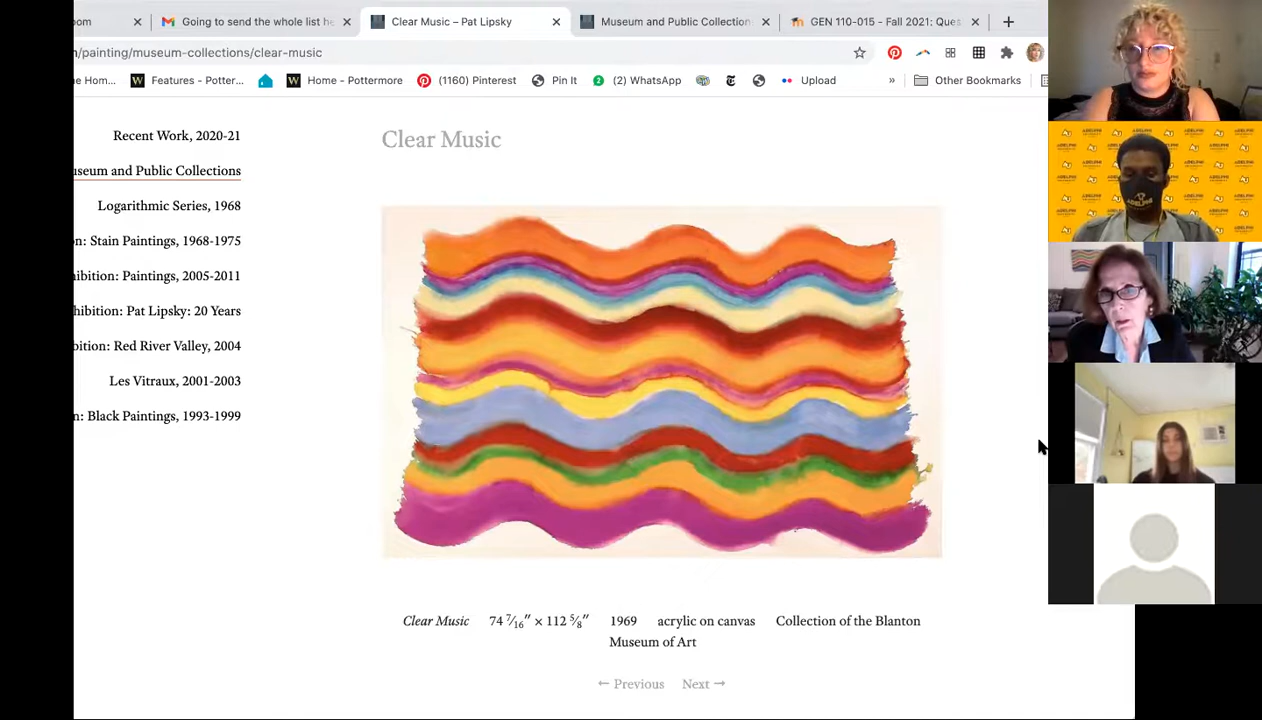 oom
Going to send the whole list he
Clear Music – Pat Lipsky
Museum and Public Collection
GEN 110-015 - Fall 2021: Ques
/painting/museum-collections/clear-music
ne Hom...
Features - Potter...
Home - Pottermore
(1160) Pinterest
Pin It
(2) WhatsApp
Upload
»
Other Bookmarks
Recent Work, 2020-21
useum and Public Collections
Logarithmic Series, 1968
on: Stain Paintings, 1968-1975
hibition: Paintings, 2005-2011
hibition: Pat Lipsky: 20 Years
bition: Red River Valley, 2004
Les Vitraux, 2001-2003
n: Black Paintings, 1993-1999
Clear Music
Clear Music 74 7⁄16″ × 112 5⁄8″ 1969 acrylic on canvas Collection of the Blanton
Museum of Art
← Previous Next →
ADELPHI